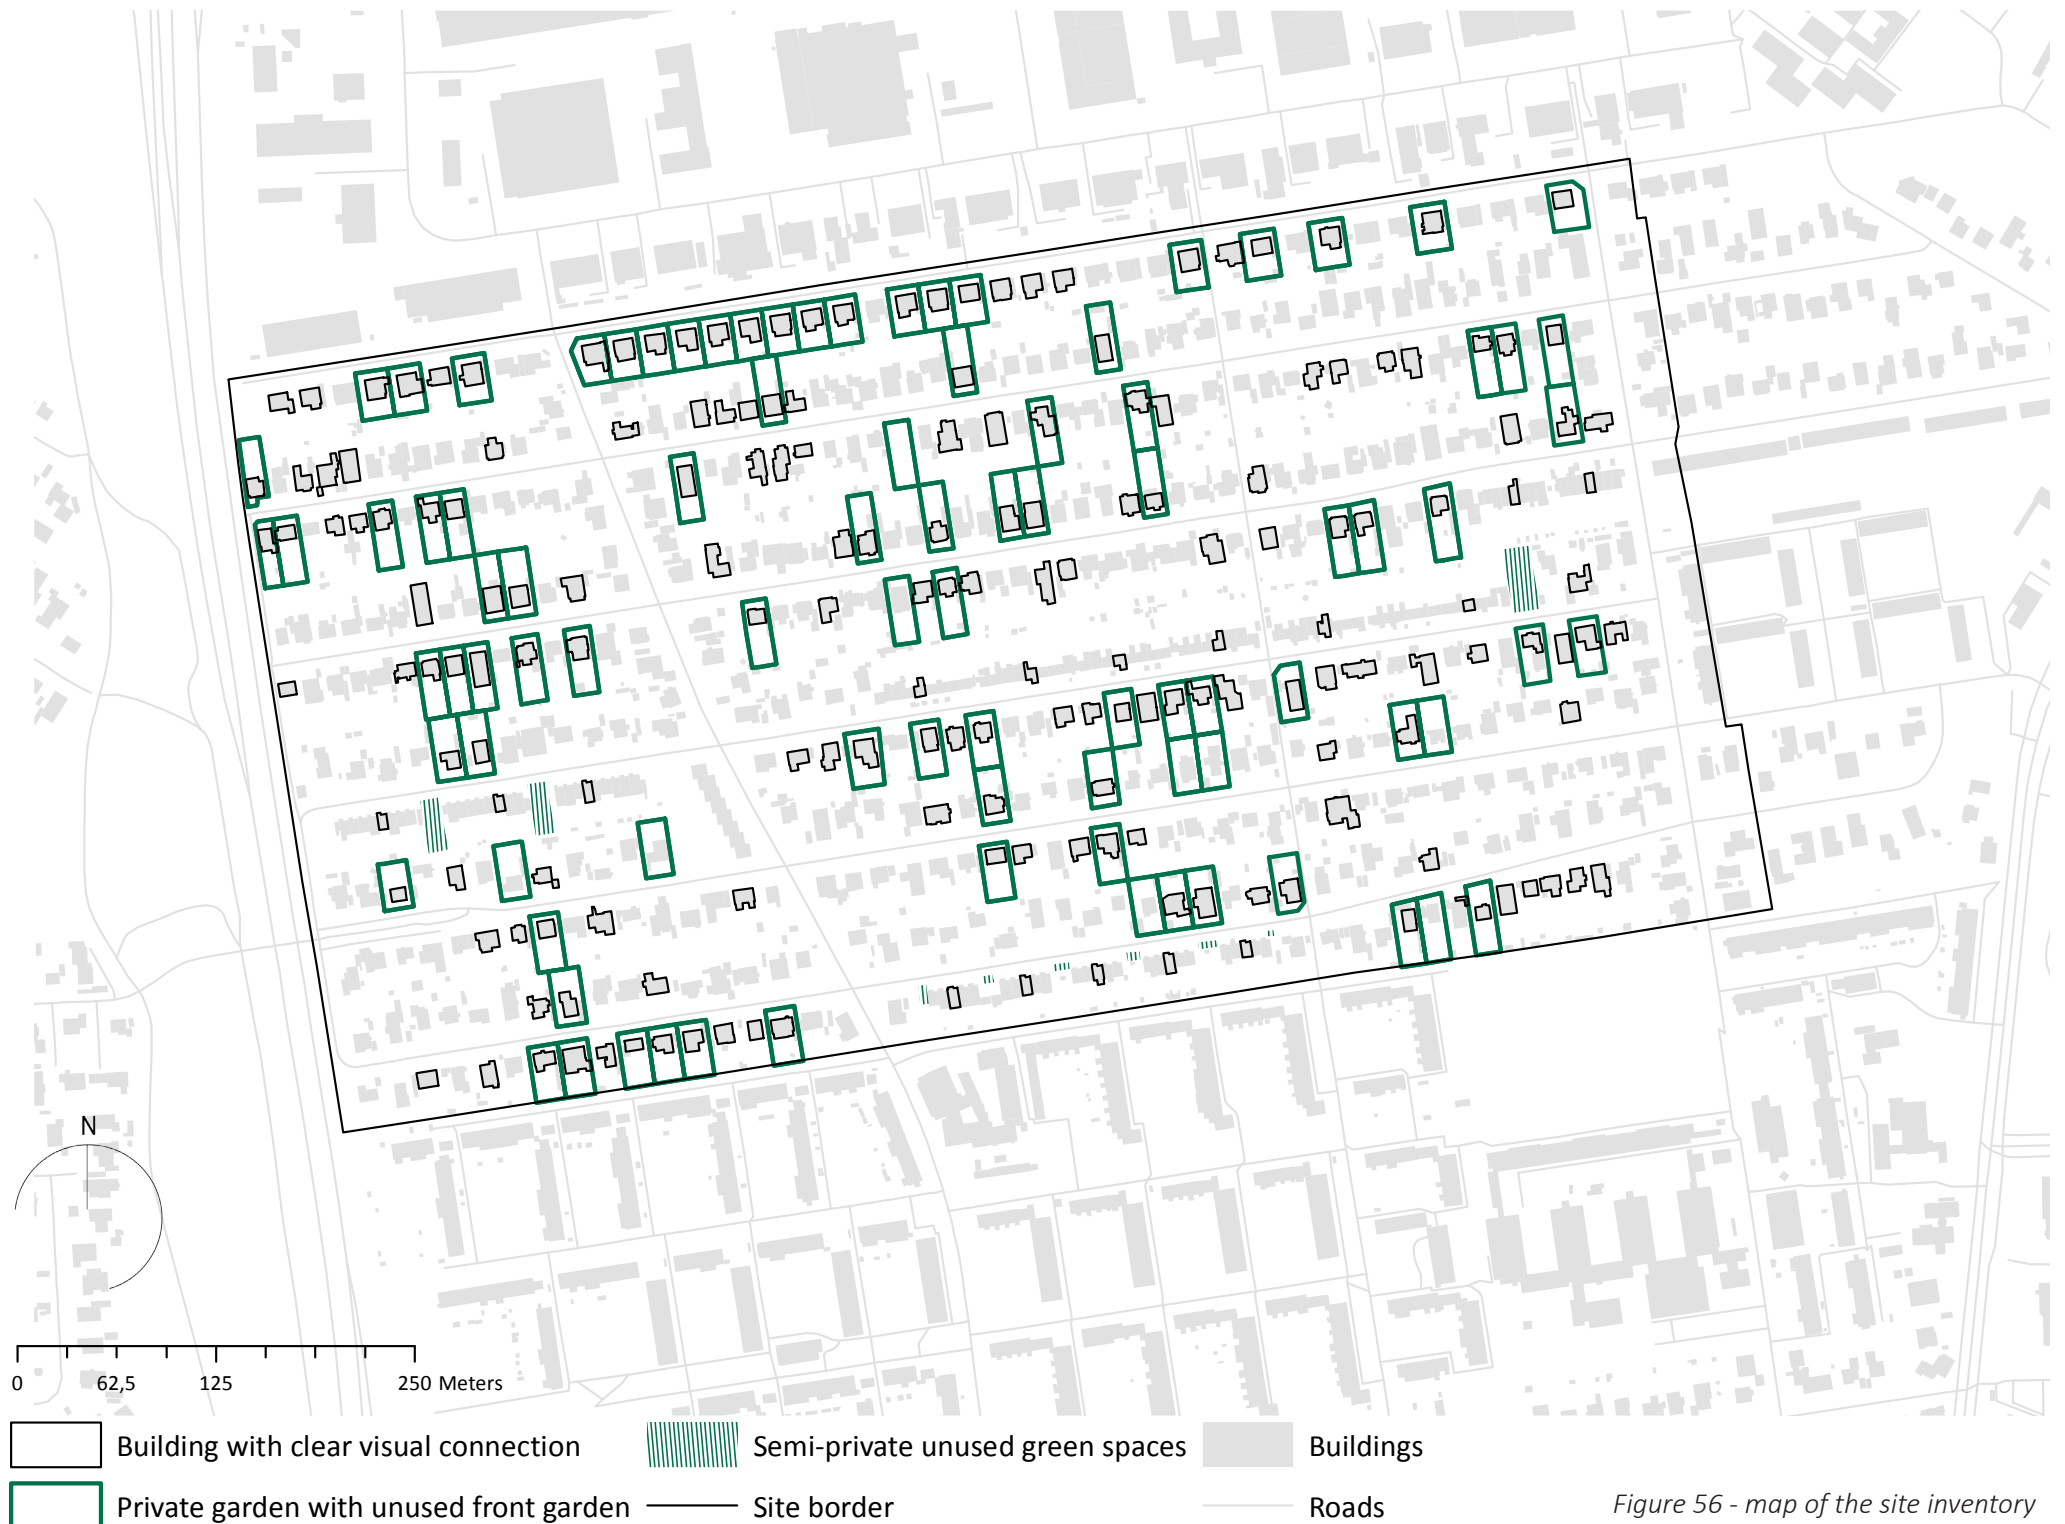 N
0 62,5 125 250 Meters
Building with clear visual connection
Semi-private unused green spaces
Buildings
Private garden with unused front garden
Site border
Roads
Figure 56 - map of the site inventory